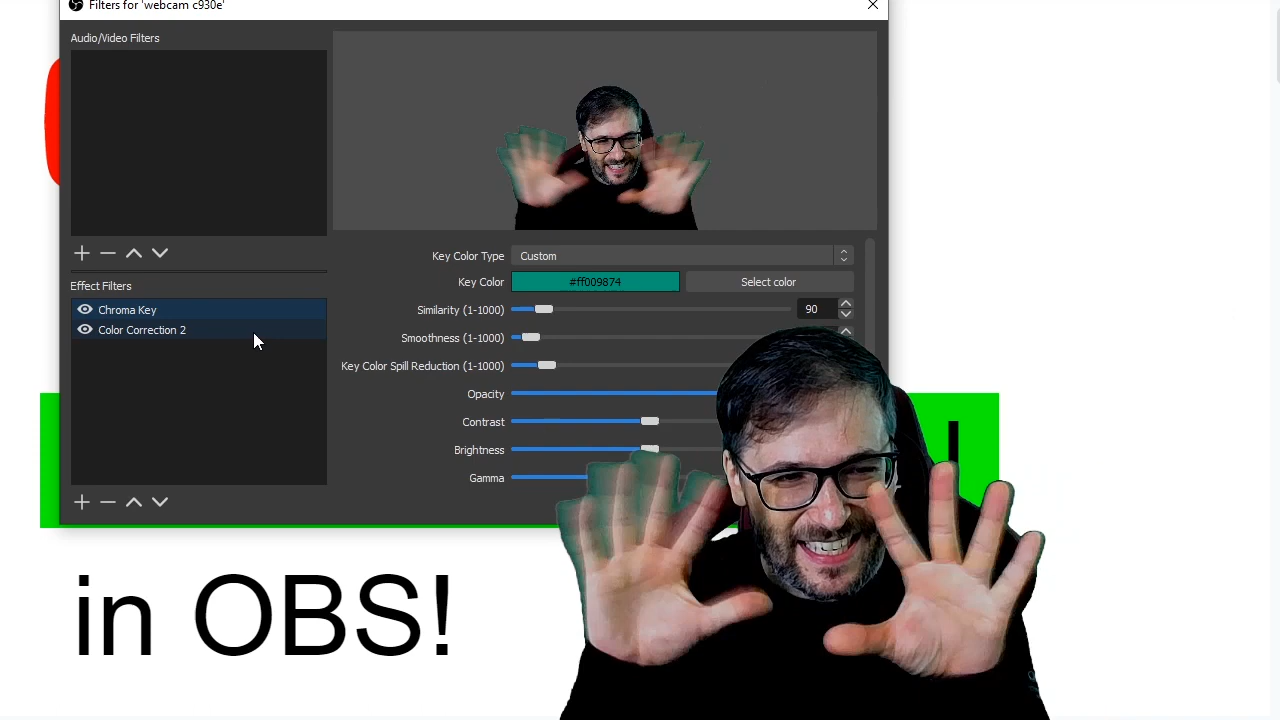 Filters for 'webcam c930e'
Audio/Video Filters
Key Color Type Custom
Key Color #ff009874 Select color
Effect Filters
Chroma Key
Similarity (1-1000) 90
Color Correction 2
Smoothness (1-1000)
Key Color Spill Reduction (1-1000)
Opacity
Contrast
Brightness
Gamma
in OBS!